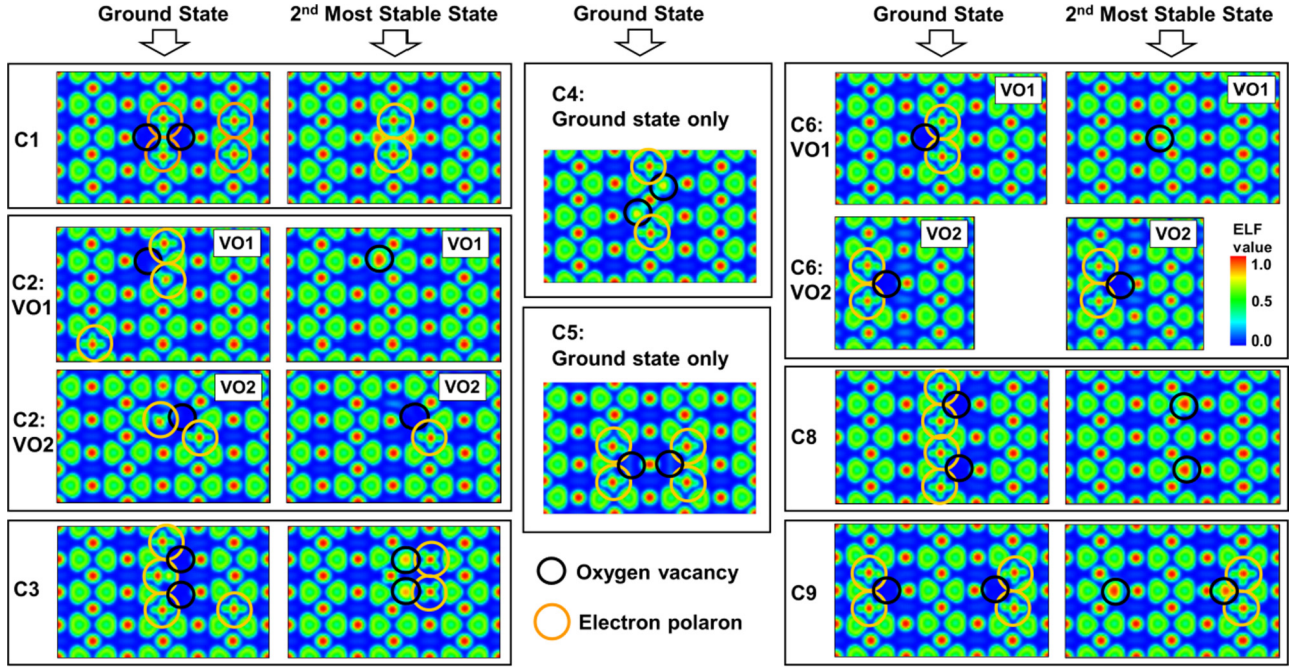 Ground State
2nd Most Stable State
C1
C2:
VO1
VO1
VO1
C2:
VO2
VO2
VO2
C3
C4:
Ground state only
C5:
Ground state only
Oxygen vacancy
Electron polaron
Ground State
2nd Most Stable State
C6:
VO1
VO1
VO1
C6:
VO2
VO2
VO2
ELF
value
1.0
0.5
0.0
C8
C9